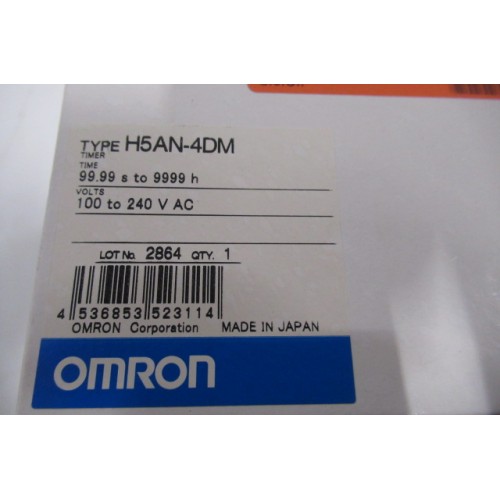 TYPE H5AN-4DM
TIMER
TIME
99.99 s to 9999 h
VOLTS
100 to 240 V AC
LOT No. 2864 QTY. 1
4 536853 523114
OMRON Corporation MADE IN JAPAN
OMRON